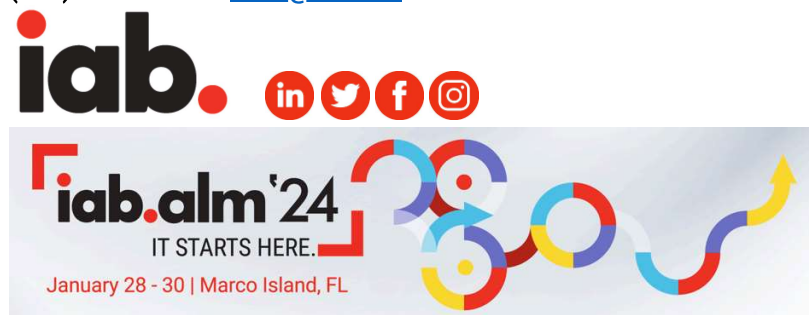 iab.
in f
iab.alm '24
IT STARTS HERE.
January 28 - 30 | Marco Island, FL